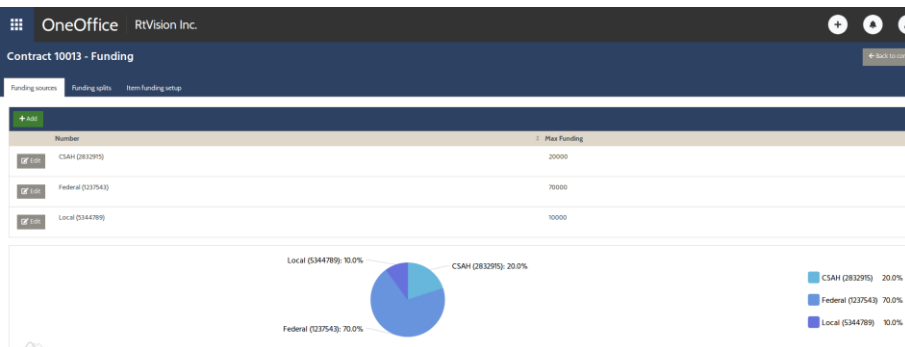 OneOffice RtVision Inc.
Contract 10013 - Funding
Back to con
Funding sources Funding splits Item funding setup
+ Add
Number Max Funding
Edit CSAH (2832915) 20000
Edit Federal (1237543) 70000
Edit Local (5344789) 10000
Local (5344789): 10.0%
CSAH (2832915): 20.0%
Federal (1237543): 70.0%
CSAH (2832915) 20.0%
Federal (1237543) 70.0%
Local (5344789) 10.0%